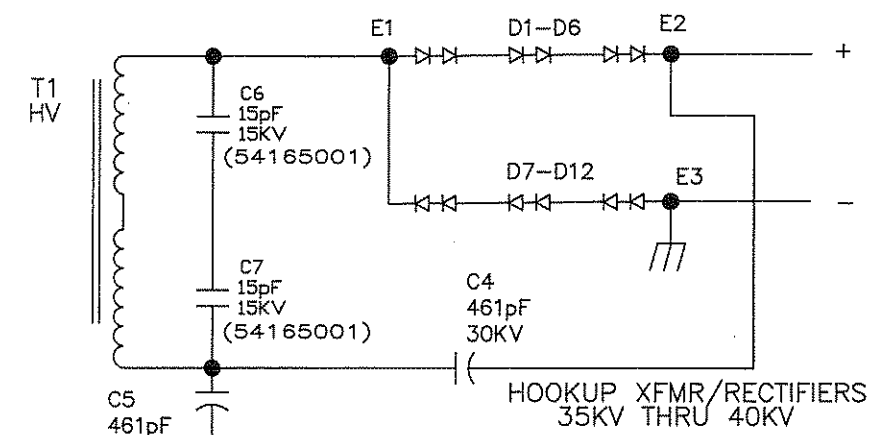 E1
D1-D6
E2
+
T1
HV
C6
15pF
15KV
(54165001)
D7-D12
E3
-
C7
15pF
15KV
(54165001)
C4
461pF
30KV
C5
461pF
HOOKUP XFMR/RECTIFIERS
35KV THRU 40KV